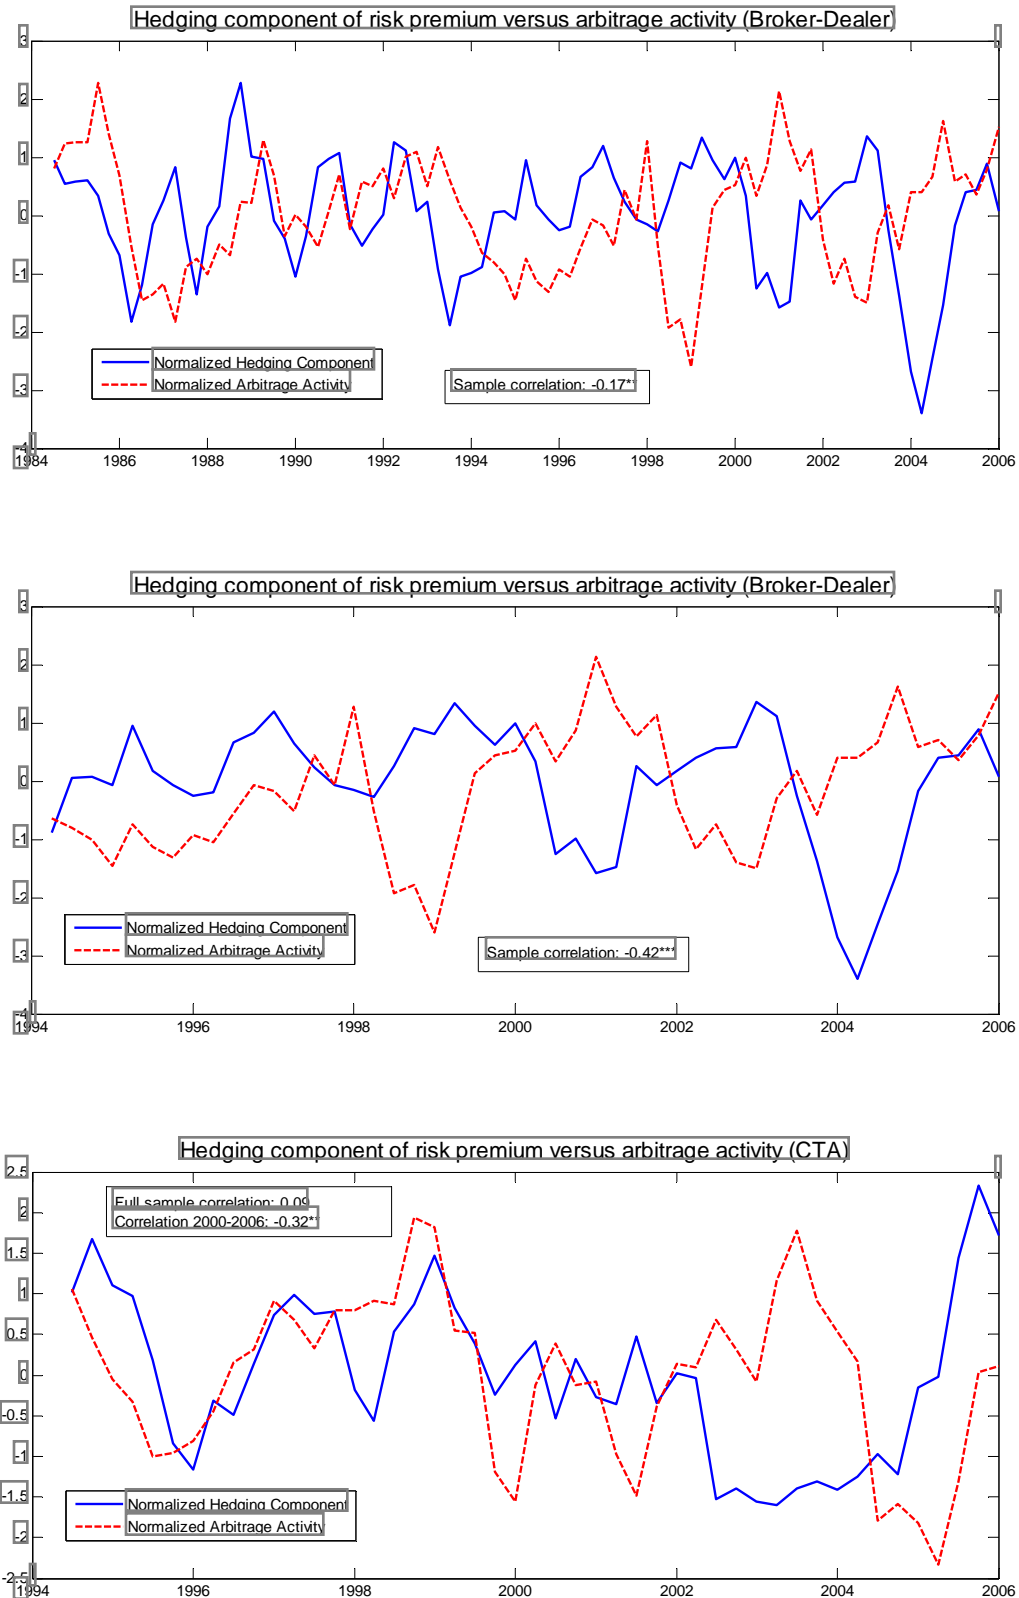 Hedging component of risk premium versus arbitrage activity (Broker-Dealer)
3
2
1
0
-1
-2
-3
-4
Normalized Hedging Component
Normalized Arbitrage Activity
Sample correlation: -0.17**
1984 1986 1988 1990 1992 1994 1996 1998 2000 2002 2004 2006
Hedging component of risk premium versus arbitrage activity (Broker-Dealer)
3
2
1
0
-1
-2
-3
-4
Normalized Hedging Component
Normalized Arbitrage Activity
Sample correlation: -0.42***
1994 1996 1998 2000 2002 2004 2006
Hedging component of risk premium versus arbitrage activity (CTA)
2.5
2
1.5
1
0.5
0
-0.5
-1
-1.5
-2
-2.5
Full sample correlation: 0.09
Correlation 2000-2006: -0.32**
Normalized Hedging Component
Normalized Arbitrage Activity
1994 1996 1998 2000 2002 2004 2006